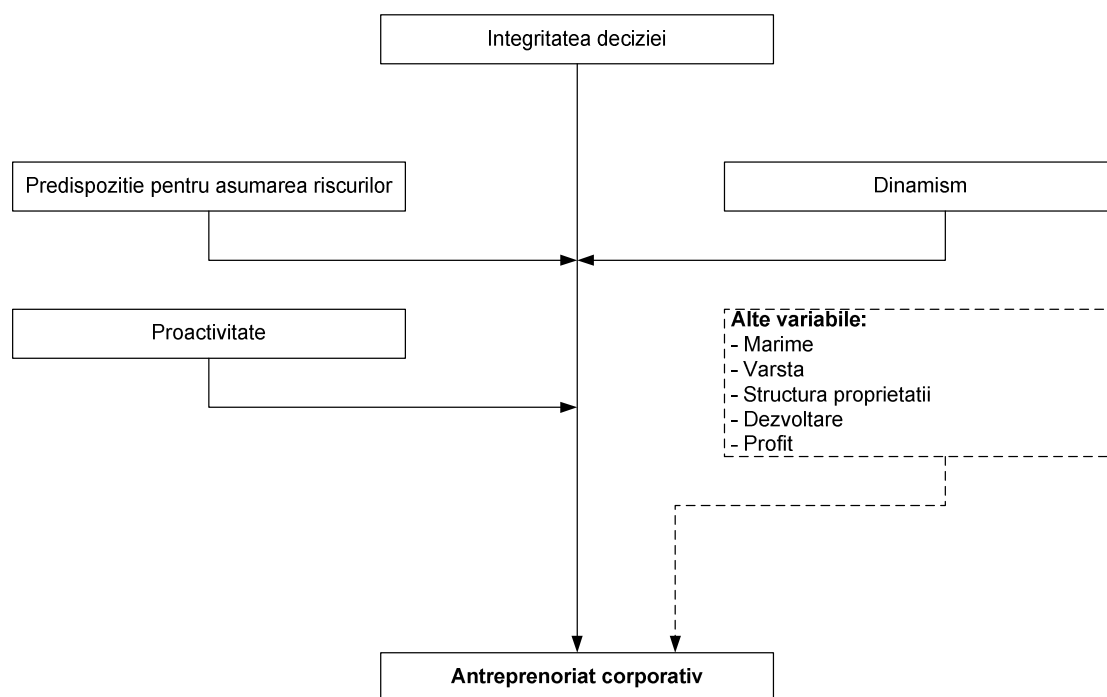 Integritatea deciziei
Predispozitie pentru asumarea riscurilor
Dinamism
Proactivitate
Alte variabile:
- Marime
- Varsta
- Structura proprietatii
- Dezvoltare
- Profit
Antreprenoriat corporativ